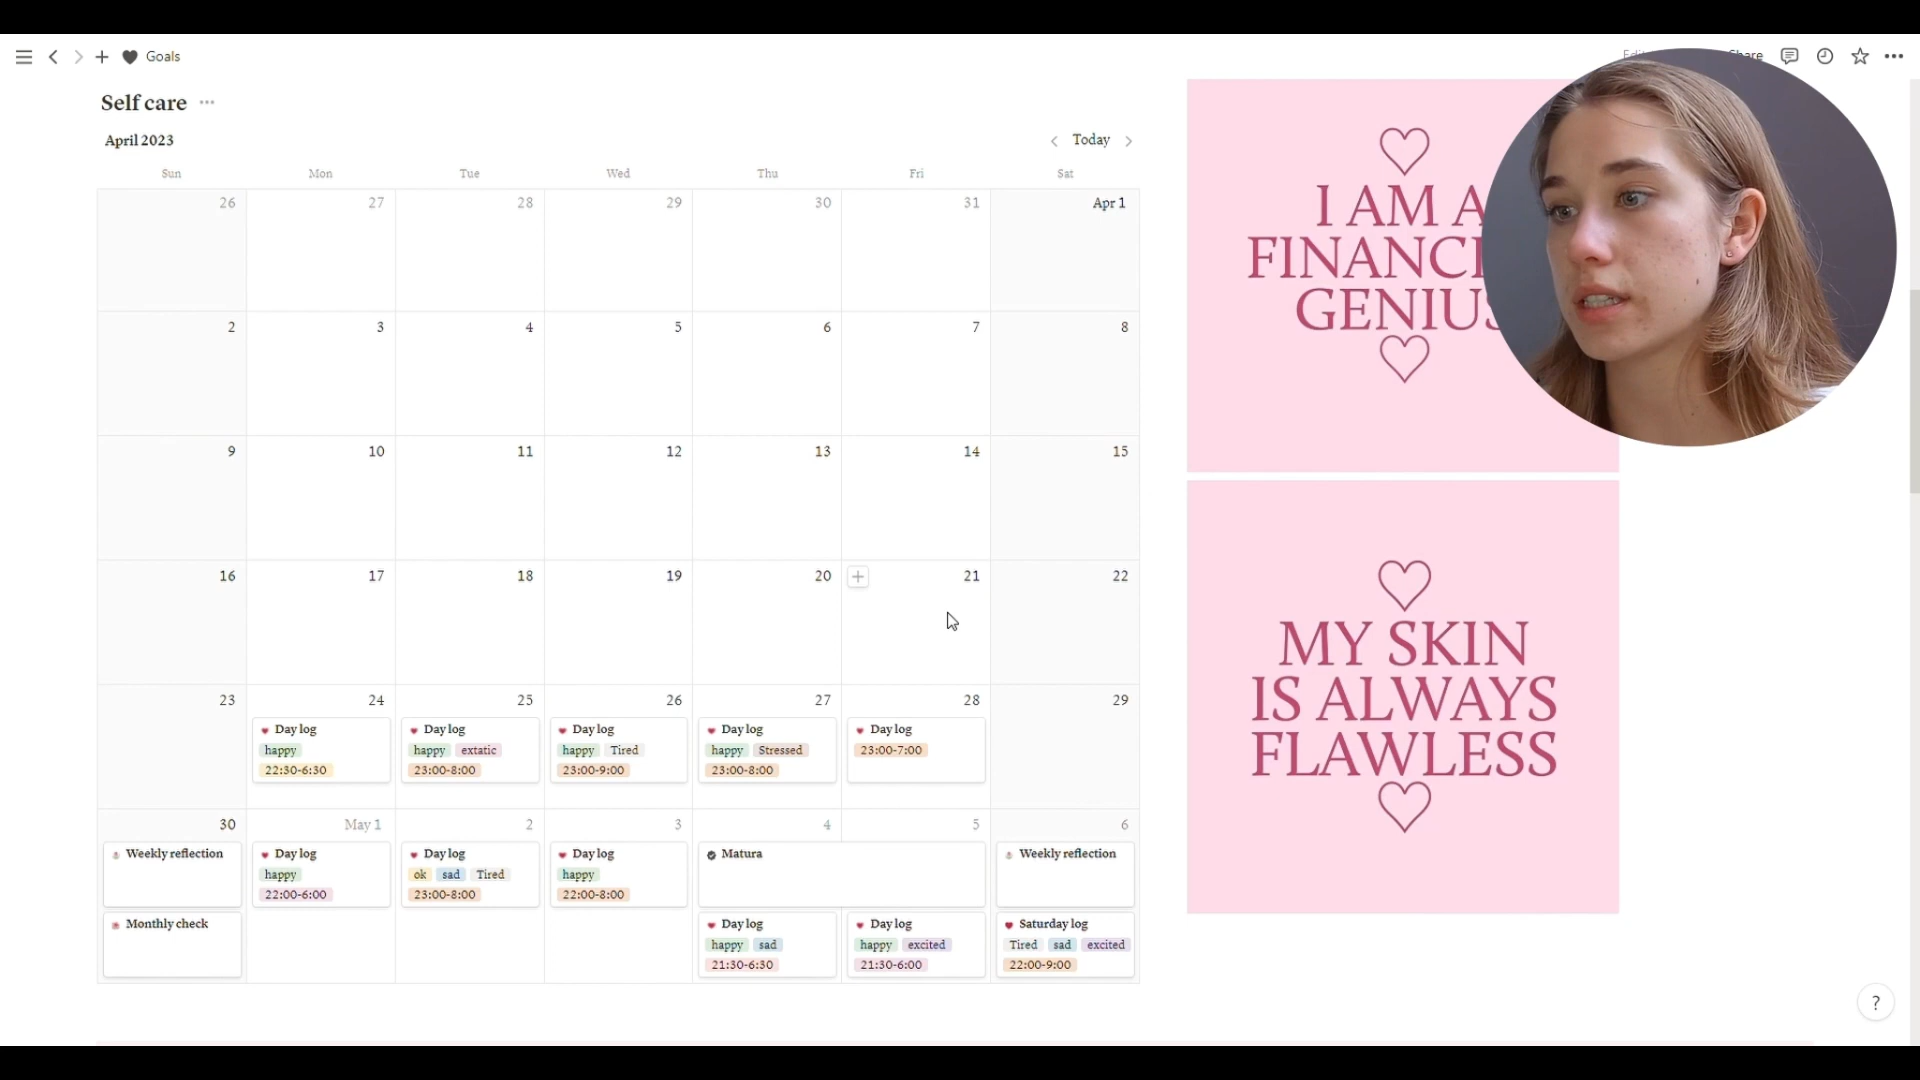 Goals
Share
Self care
April 2023
Today
Sun Mon Tue Wed Thu Fri Sat
26 27 28 29 30 31 Apr 1
2 3 4 5 6 7 8
9 10 11 12 13 14 15
16 17 18 19 20 21 22
23 24 25 26 27 28 29
Day log Day log Day log Day log Day log
happy happy extatic happy Tired happy Stressed 23:00-7:00
22:30-6:30 23:00-8:00 23:00-9:00 23:00-8:00
30 May 1 2 3 4 5 6
Weekly reflection Day log Day log Day log Matura Weekly reflection
happy ok sad Tired happy
22:00-6:00 23:00-8:00 22:00-8:00
Monthly check Day log Day log Saturday log
happy sad happy excited Tired sad excited
21:30-6:30 21:30-6:00 22:00-9:00
I AM A
GENIUS
MY SKIN
IS ALWAYS
FLAWLESS
?